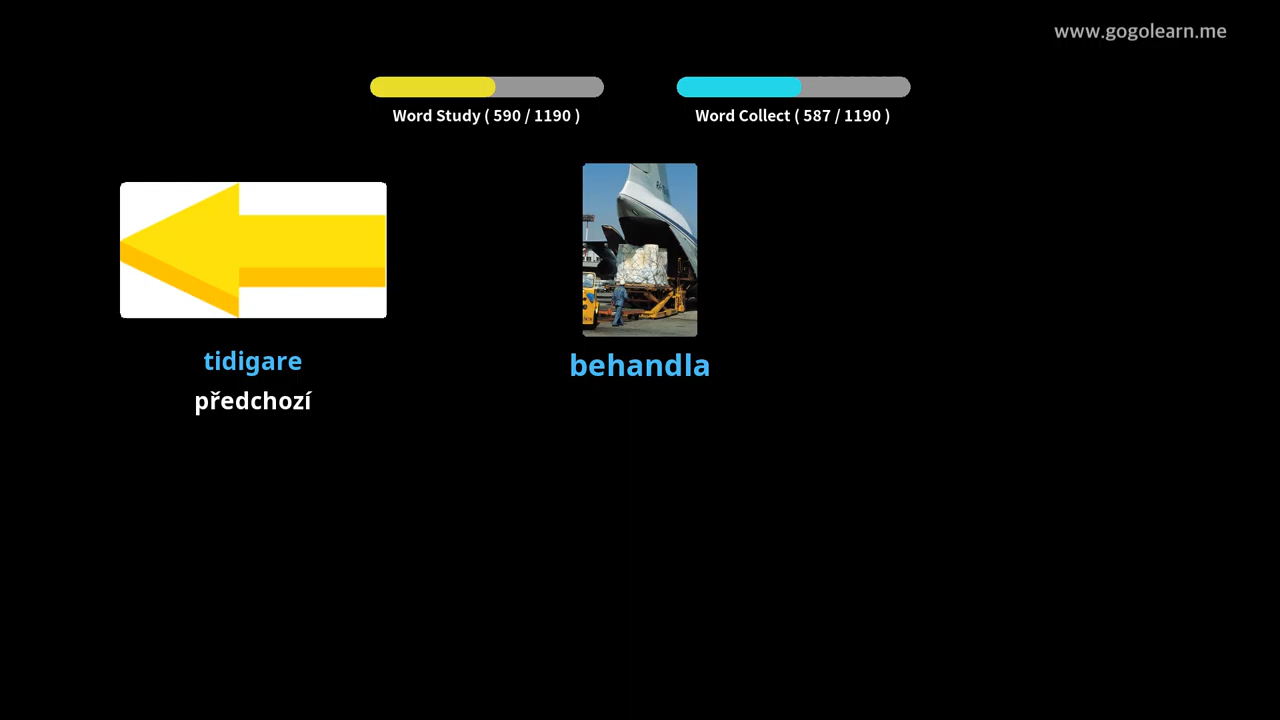 www.gogolearn.me
Word Study ( 590 / 1190 )
Word Collect ( 587 / 1190 )
tidigare
předchozí
behandla